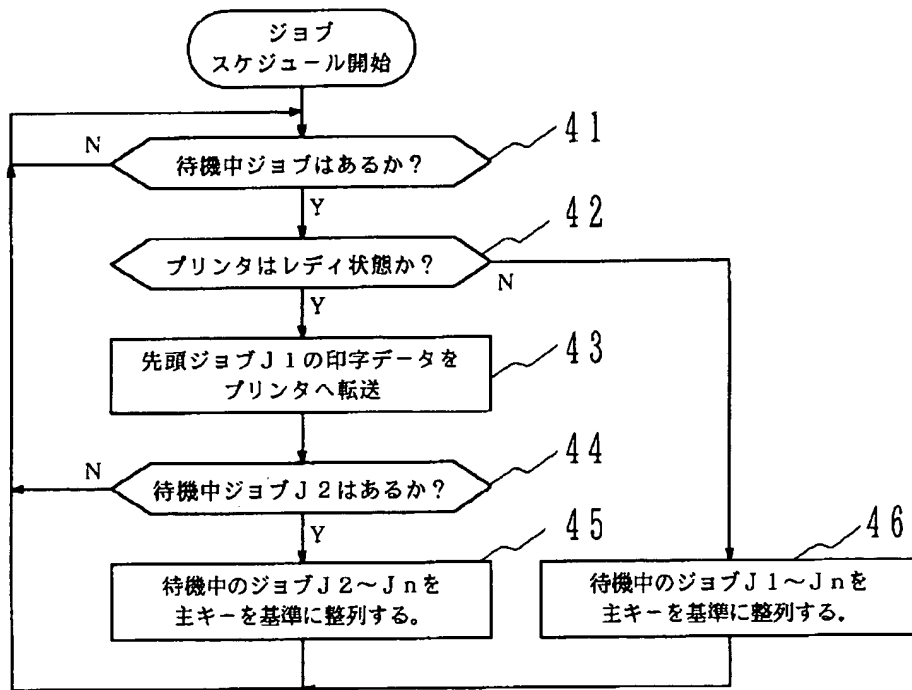 ジョブ
スケジュール開始
41
N
待機中ジョブはあるか？
Y
42
プリンタはレディ状態か？
N
Y
43
先頭ジョブＪ１の印字データを
プリンタへ転送
44
N
待機中ジョブＪ２はあるか？
Y
45
46
待機中のジョブＪ２～Ｊｎを
主キーを基準に整列する。
待機中のジョブＪ１～Ｊｎを
主キーを基準に整列する。